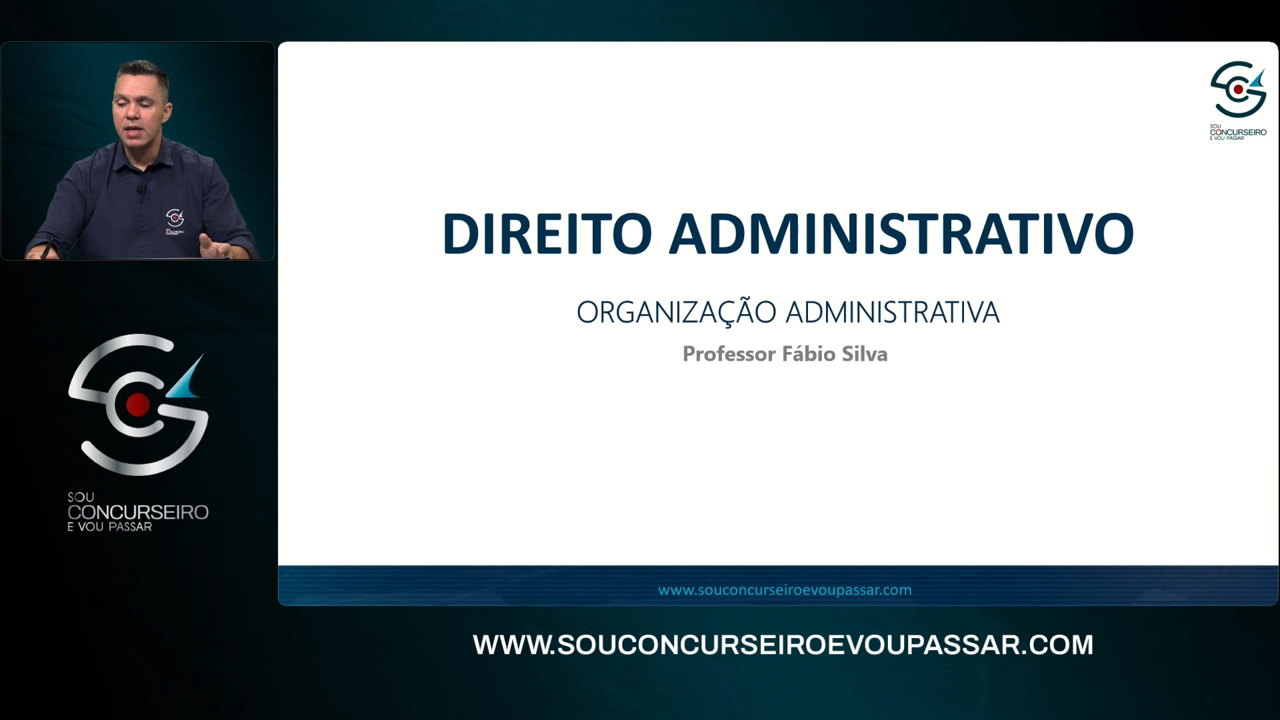 SOU
CONCURSEIRO
E VOU PASSAR
DIREITO ADMINISTRATIVO
ORGANIZAÇÃO ADMINISTRATIVA
Professor Fábio Silva
www.souconcurseiroevoupassar.com
SOU
CONCURSEIRO
E VOU PASSAR
WWW.SOUCONCURSEIROEVOUPASSAR.COM